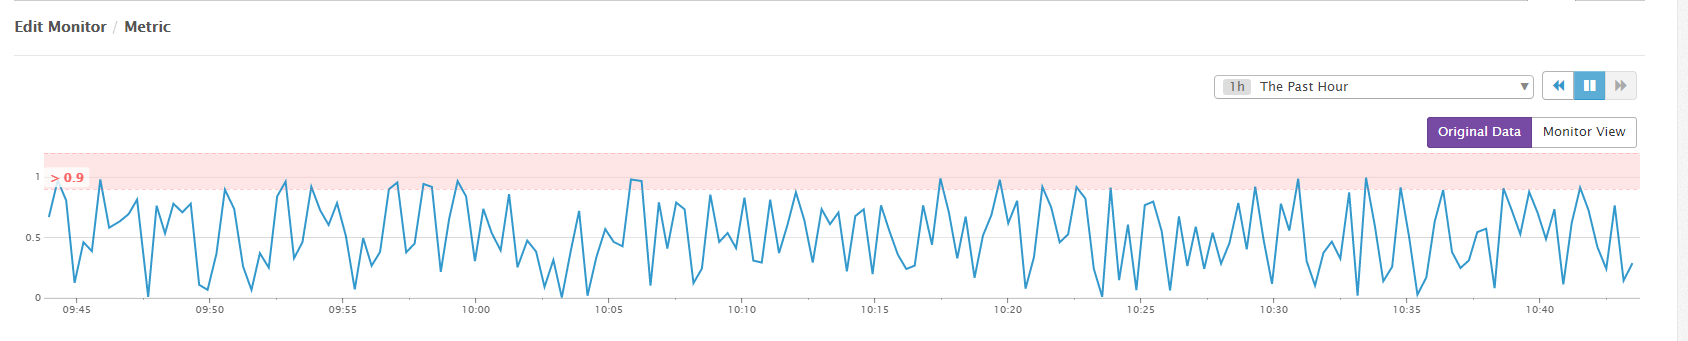 Edit Monitor / Metric
1h The Past Hour
Original Data Monitor View
1
> 0.9
0.5
0
09:45 09:50 09:55 10:00 10:05 10:10 10:15 10:20 10:25 10:30 10:35 10:40